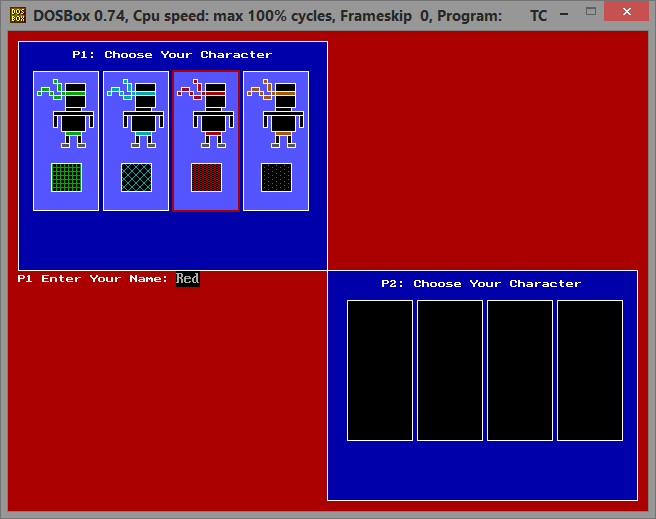 DOS
BOX
DOSBox 0.74, Cpu speed: max 100% cycles, Frameskip 0, Program: TC
P1: Choose Your Character
P1 Enter Your Name: Red
P2: Choose Your Character